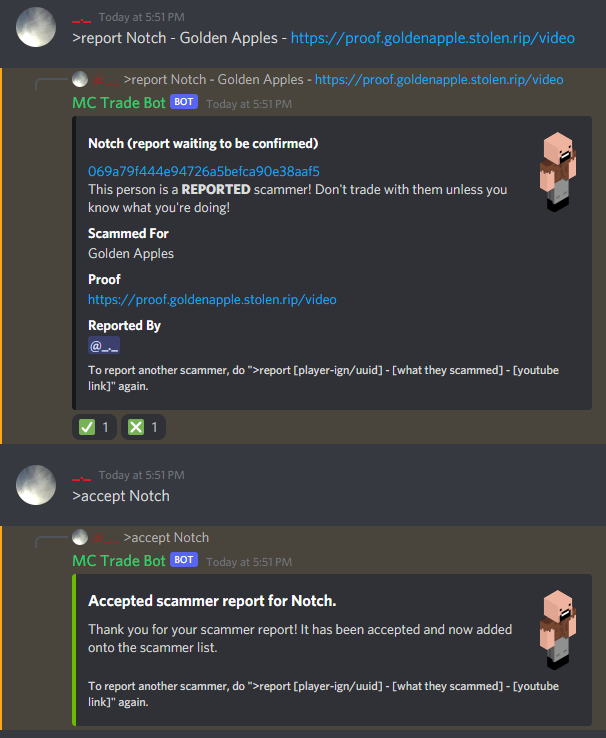 _._ Today at 5:51 PM
>report Notch - Golden Apples - https://proof.goldenapple.stolen.rip/video
>report Notch - Golden Apples - https://proof.goldenapple.stolen.rip/video
MC Trade Bot BOT Today at 5:51 PM
Notch (report waiting to be confirmed)
069a79f444e94726a5befca90e38aaf5
This person is a REPORTED scammer! Don't trade with them unless you
know what you're doing!
Scammed For
Golden Apples
Proof
https://proof.goldenapple.stolen.rip/video
Reported By
@_._
To report another scammer, do ">report [player-ign/uuid] - [what they scammed] - [youtube
link]" again.
1 1
_._ Today at 5:51 PM
>accept Notch
>accept Notch
MC Trade Bot BOT Today at 5:51 PM
Accepted scammer report for Notch.
Thank you for your scammer report! It has been accepted and now added
onto the scammer list.
To report another scammer, do ">report [player-ign/uuid] - [what they scammed] - [youtube
link]" again.